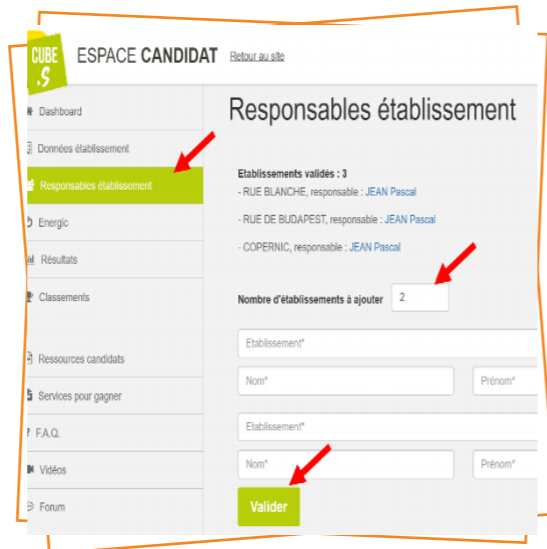 CUBE
.S
ESPACE CANDIDAT Retour au site
Dashboard
Données établissement
Responsables établissement
Energic
Résultats
Classements
Ressources candidats
Services pour gagner
F.A.Q.
Vidéos
Forum
Responsables établissement
Etablissements validés : 3
- RUE BLANCHE, responsable : JEAN Pascal
- RUE DE BUDAPEST, responsable : JEAN Pascal
- COPERNIC, responsable : JEAN Pascal
Nombre d'établissements à ajouter 2
Etablissement*
Nom* Prénom*
Etablissement*
Nom* Prénom*
Valider